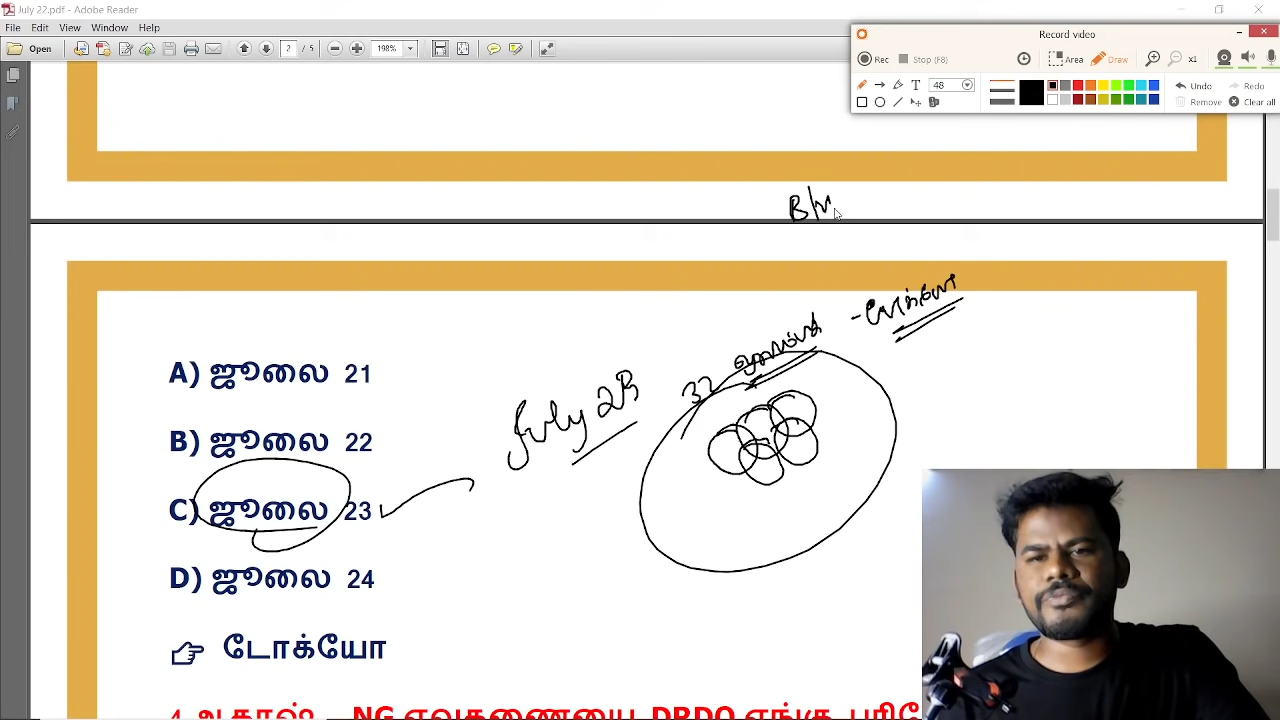 July 22.pdf - Adobe Reader
File Edit View Window Help
Open 2 / 5 198%
Record video
Rec Stop (F8) Area Draw x1
T 48 Undo Redo
Remove Clear all
A) ஜூலை 21
B) ஜூலை 22
C) ஜூலை 23
D) ஜூலை 24
July 23
32
டோக்யோ